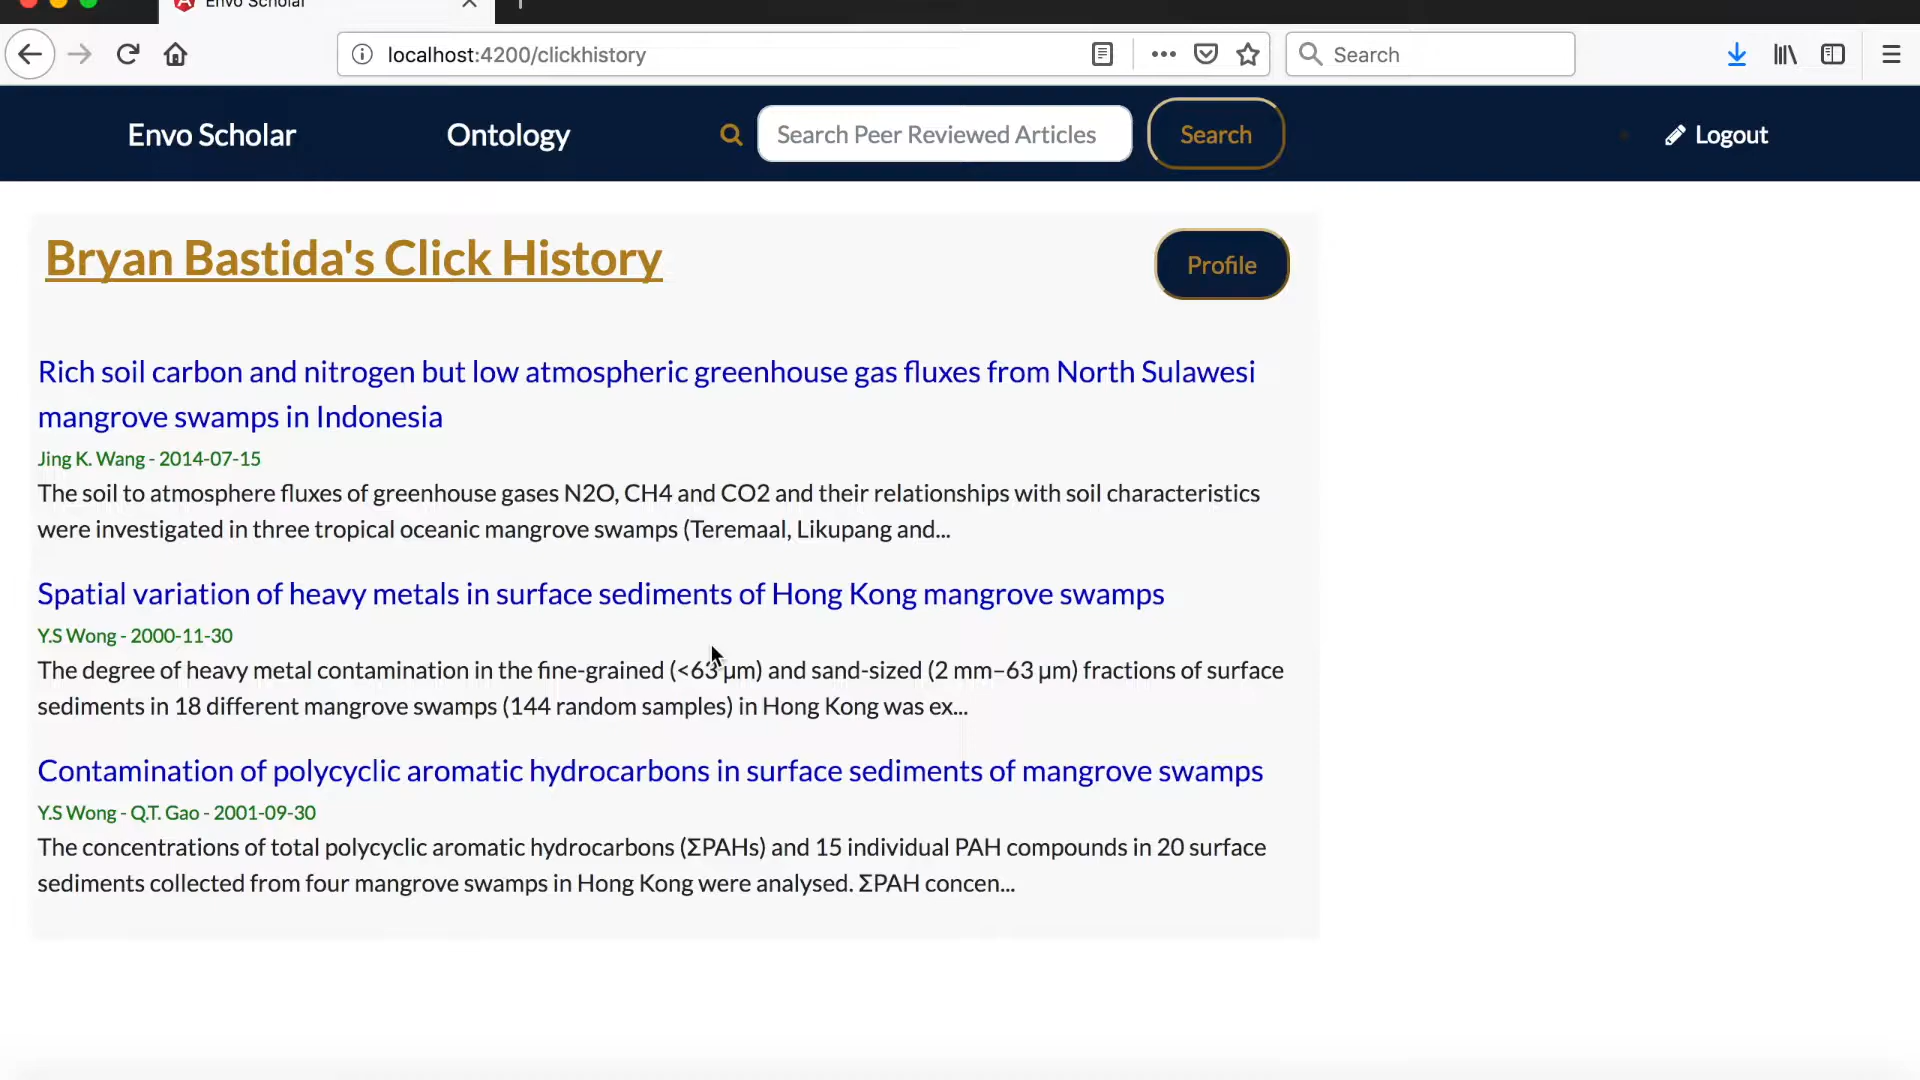 Envo Scholar
localhost:4200/clickhistory
Search
Envo Scholar
Ontology
Search Peer Reviewed Articles
Search
Logout
Bryan Bastida's Click History
Profile
Rich soil carbon and nitrogen but low atmospheric greenhouse gas fluxes from North Sulawesi
mangrove swamps in Indonesia
Jing K. Wang - 2014-07-15
The soil to atmosphere fluxes of greenhouse gases N2O, CH4 and CO2 and their relationships with soil characteristics
were investigated in three tropical oceanic mangrove swamps (Teremaal, Likupang and...
Spatial variation of heavy metals in surface sediments of Hong Kong mangrove swamps
Y.S Wong - 2000-11-30
The degree of heavy metal contamination in the fine-grained (<63 μm) and sand-sized (2 mm–63 μm) fractions of surface
sediments in 18 different mangrove swamps (144 random samples) in Hong Kong was ex...
Contamination of polycyclic aromatic hydrocarbons in surface sediments of mangrove swamps
Y.S Wong - Q.T. Gao - 2001-09-30
The concentrations of total polycyclic aromatic hydrocarbons (ΣPAHs) and 15 individual PAH compounds in 20 surface
sediments collected from four mangrove swamps in Hong Kong were analysed. ΣPAH concen...